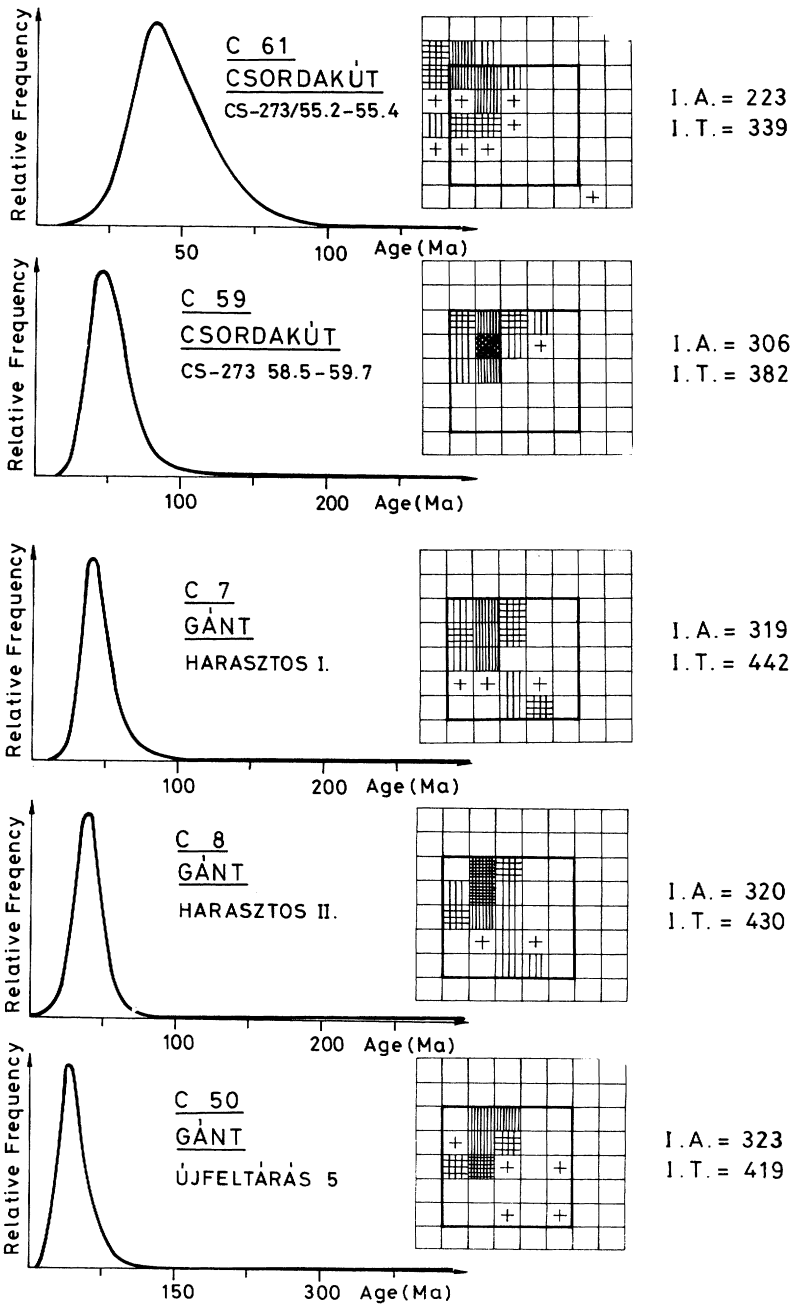 Relative Frequency
C 61
CSORDAKÚT
CS-273/55.2-55.4
I.A.= 223
I.T.= 339
50 100 Age(Ma)
Relative Frequency
C 59
CSORDAKÚT
CS-273 58.5-59.7
I.A.= 306
I.T.= 382
100 200 Age(Ma)
Relative Frequency
C 7
GÁNT
HARASZTOS I.
I.A.= 319
I.T.= 442
100 200 Age(Ma)
Relative Freqency
C 8
GÁNT
HARASZTOS II.
I.A.= 320
I.T.= 430
100 200 Age(Ma)
Relative Frequency
C 50
GÁNT
ÚJFELTÁRÁS 5
I.A.= 323
I.T.= 419
150 300 Age(Ma)